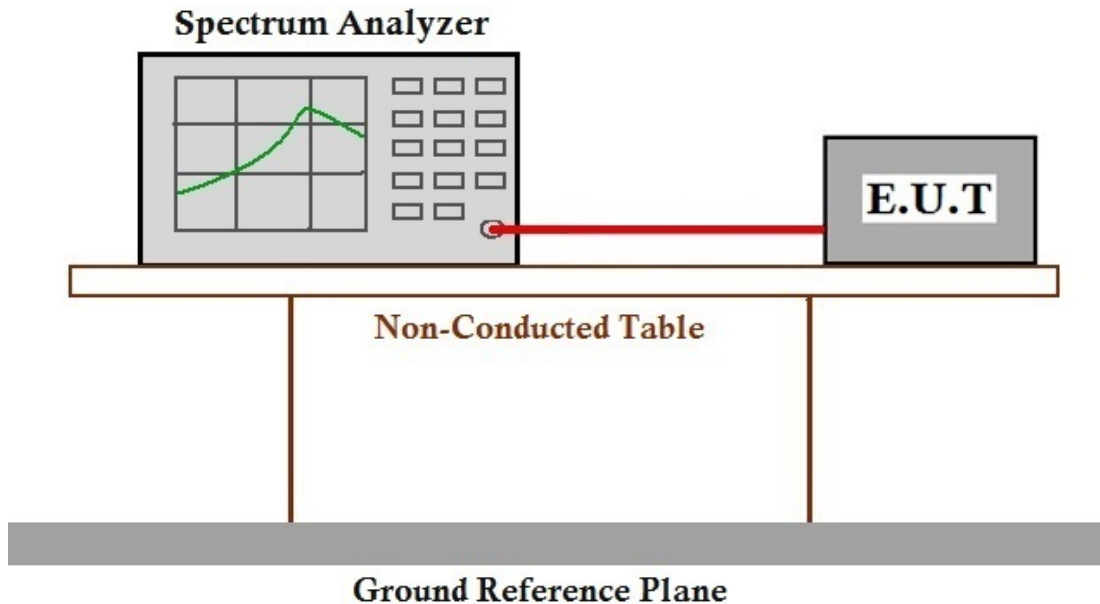 Spectrum Analyzer
E.U.T
Non-Conducted Table
Ground Reference Plane